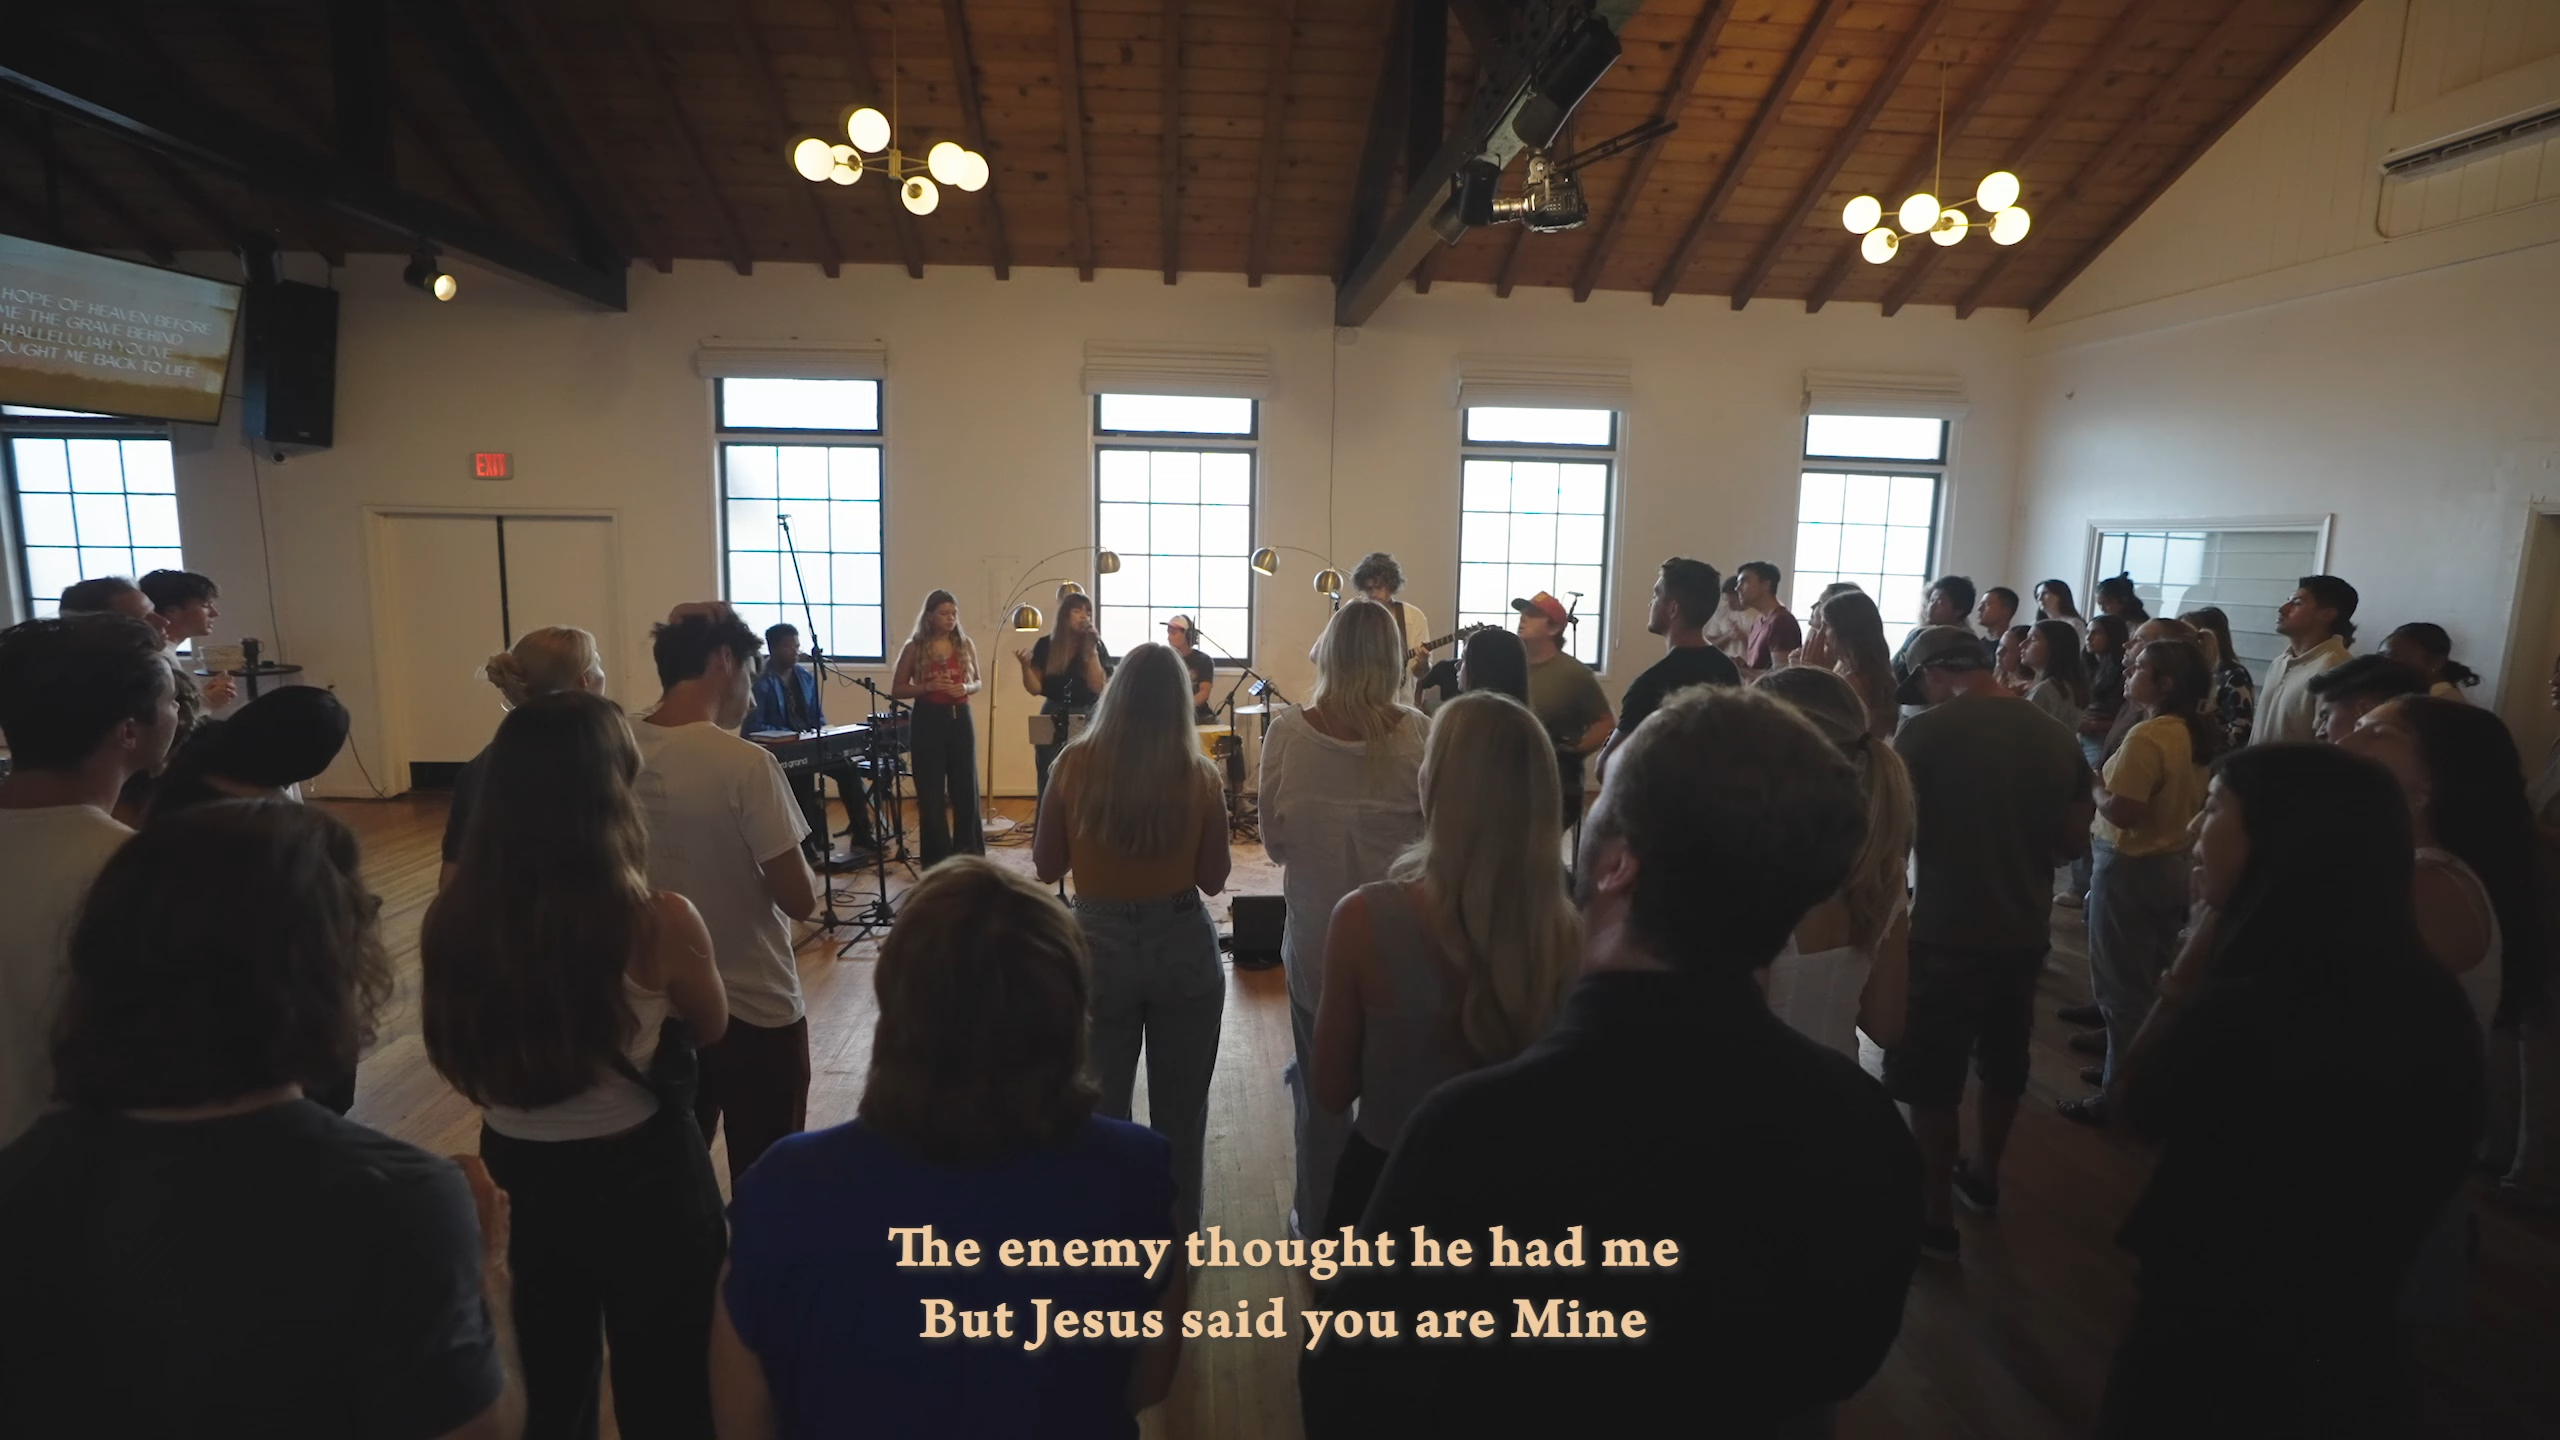 HOPE OF HEAVEN BEFORE
ME THE GRAVE BEHIND
HALLELUJAH YOU'VE
OUGHT ME BACK TO LIFE
EXIT
grand
The enemy thought he had me
But Jesus said you are Mine